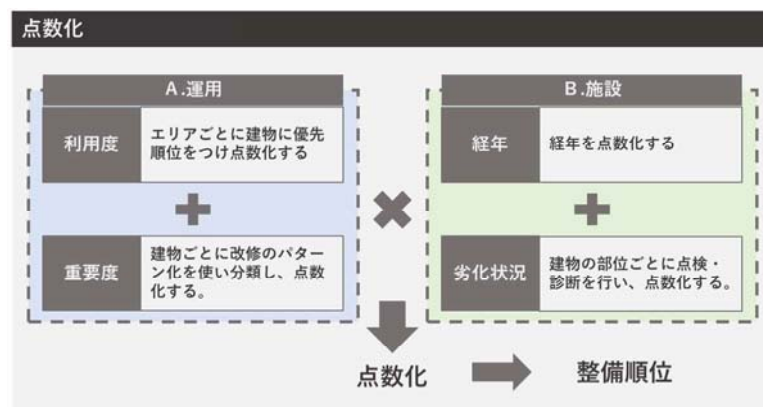 点数化
A.運用
利用度
エリアごとに建物に優先
順位をつけ点数化する
重要度
建物ごとに改修のパター
ン化を使い分類し、点数
化する。
B.施設
経年
経年を点数化する
劣化状況
建物の部位ごとに点検・
診断を行い、点数化する。
点数化
整備順位